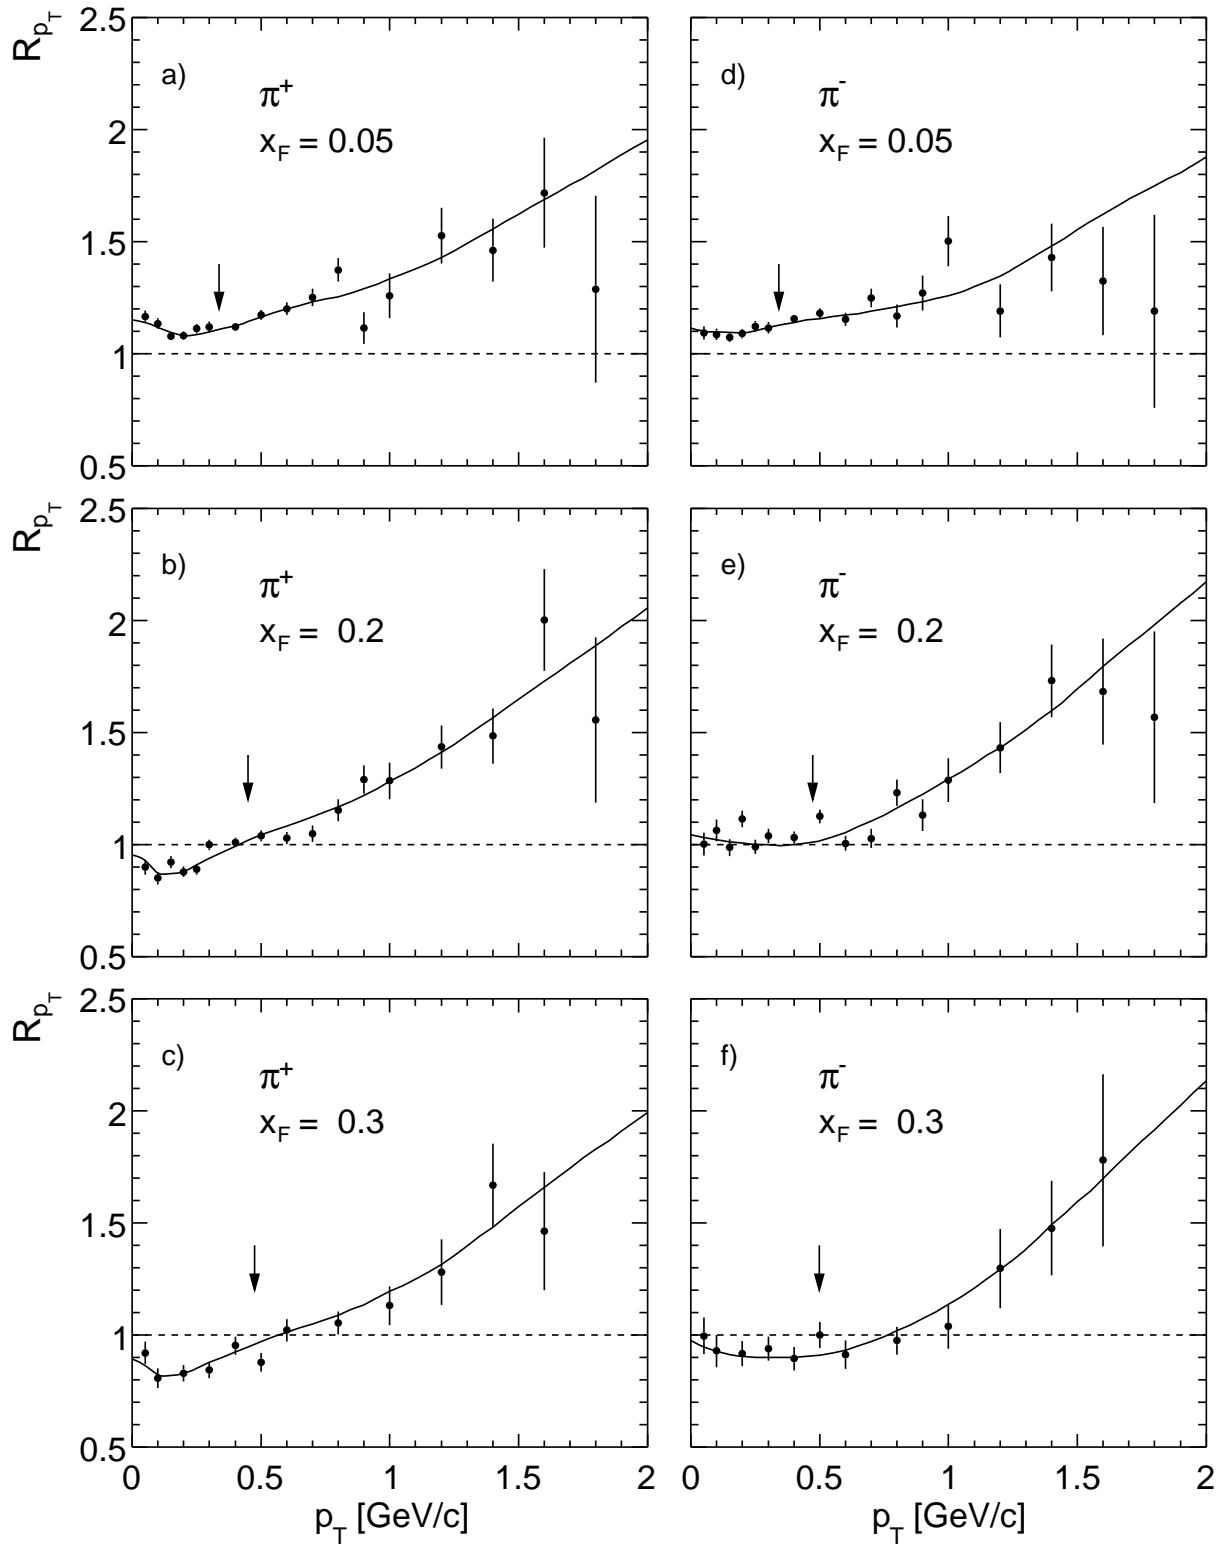 R_{p_T}
2.5
2
1.5
1
0.5
a)
π⁺
x_F = 0.05
d)
π⁻
x_F = 0.05
R_{p_T}
2.5
2
1.5
1
0.5
b)
π⁺
x_F = 0.2
e)
π⁻
x_F = 0.2
R_{p_T}
2.5
2
1.5
1
0.5
c)
π⁺
x_F = 0.3
f)
π⁻
x_F = 0.3
0 0.5 1 1.5 2
0 0.5 1 1.5 2
p_T [GeV/c]
p_T [GeV/c]